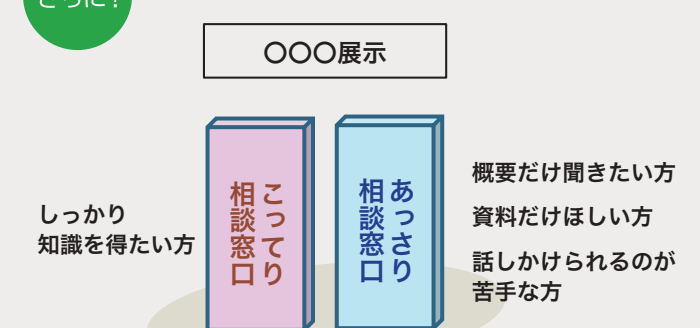 さらに！
〇〇〇展示
しっかり
知識を得たい方
こってり
相談窓口
あっさり
相談窓口
概要だけ聞きたい方
資料だけほしい方
話しかけられるのが
苦手な方